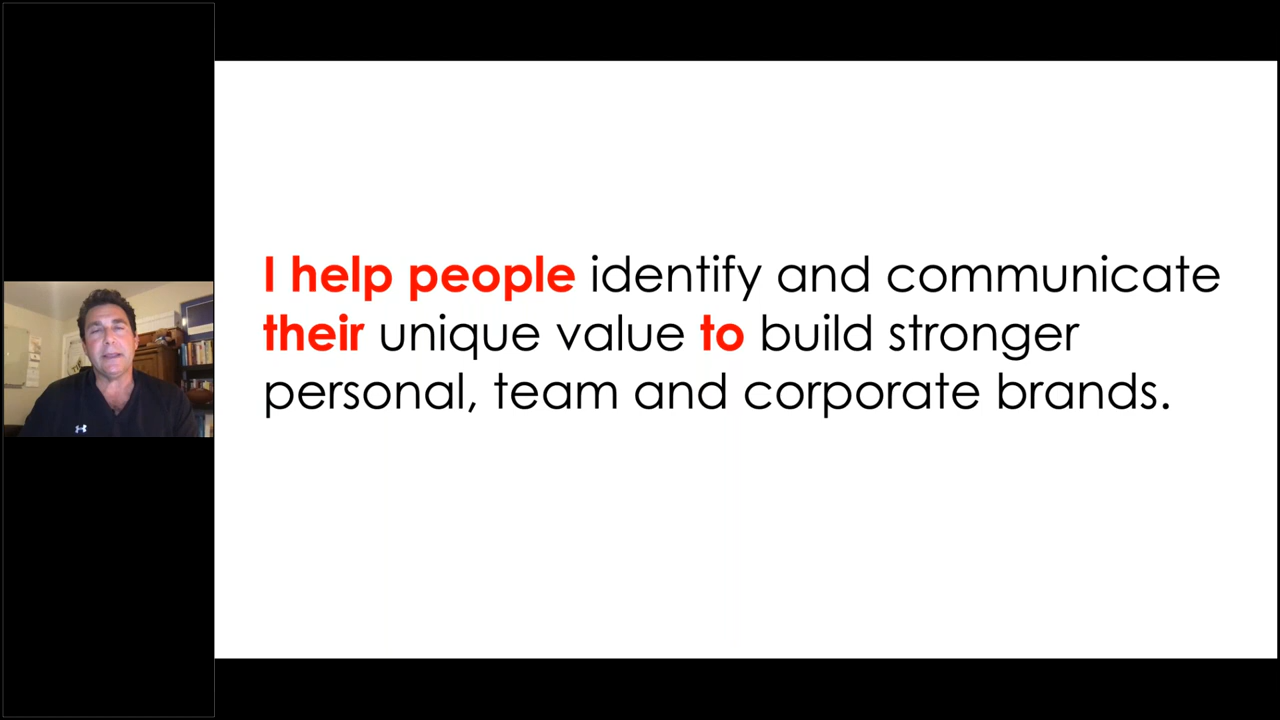 I help people identify and communicate
their unique value to build stronger
personal, team and corporate brands.